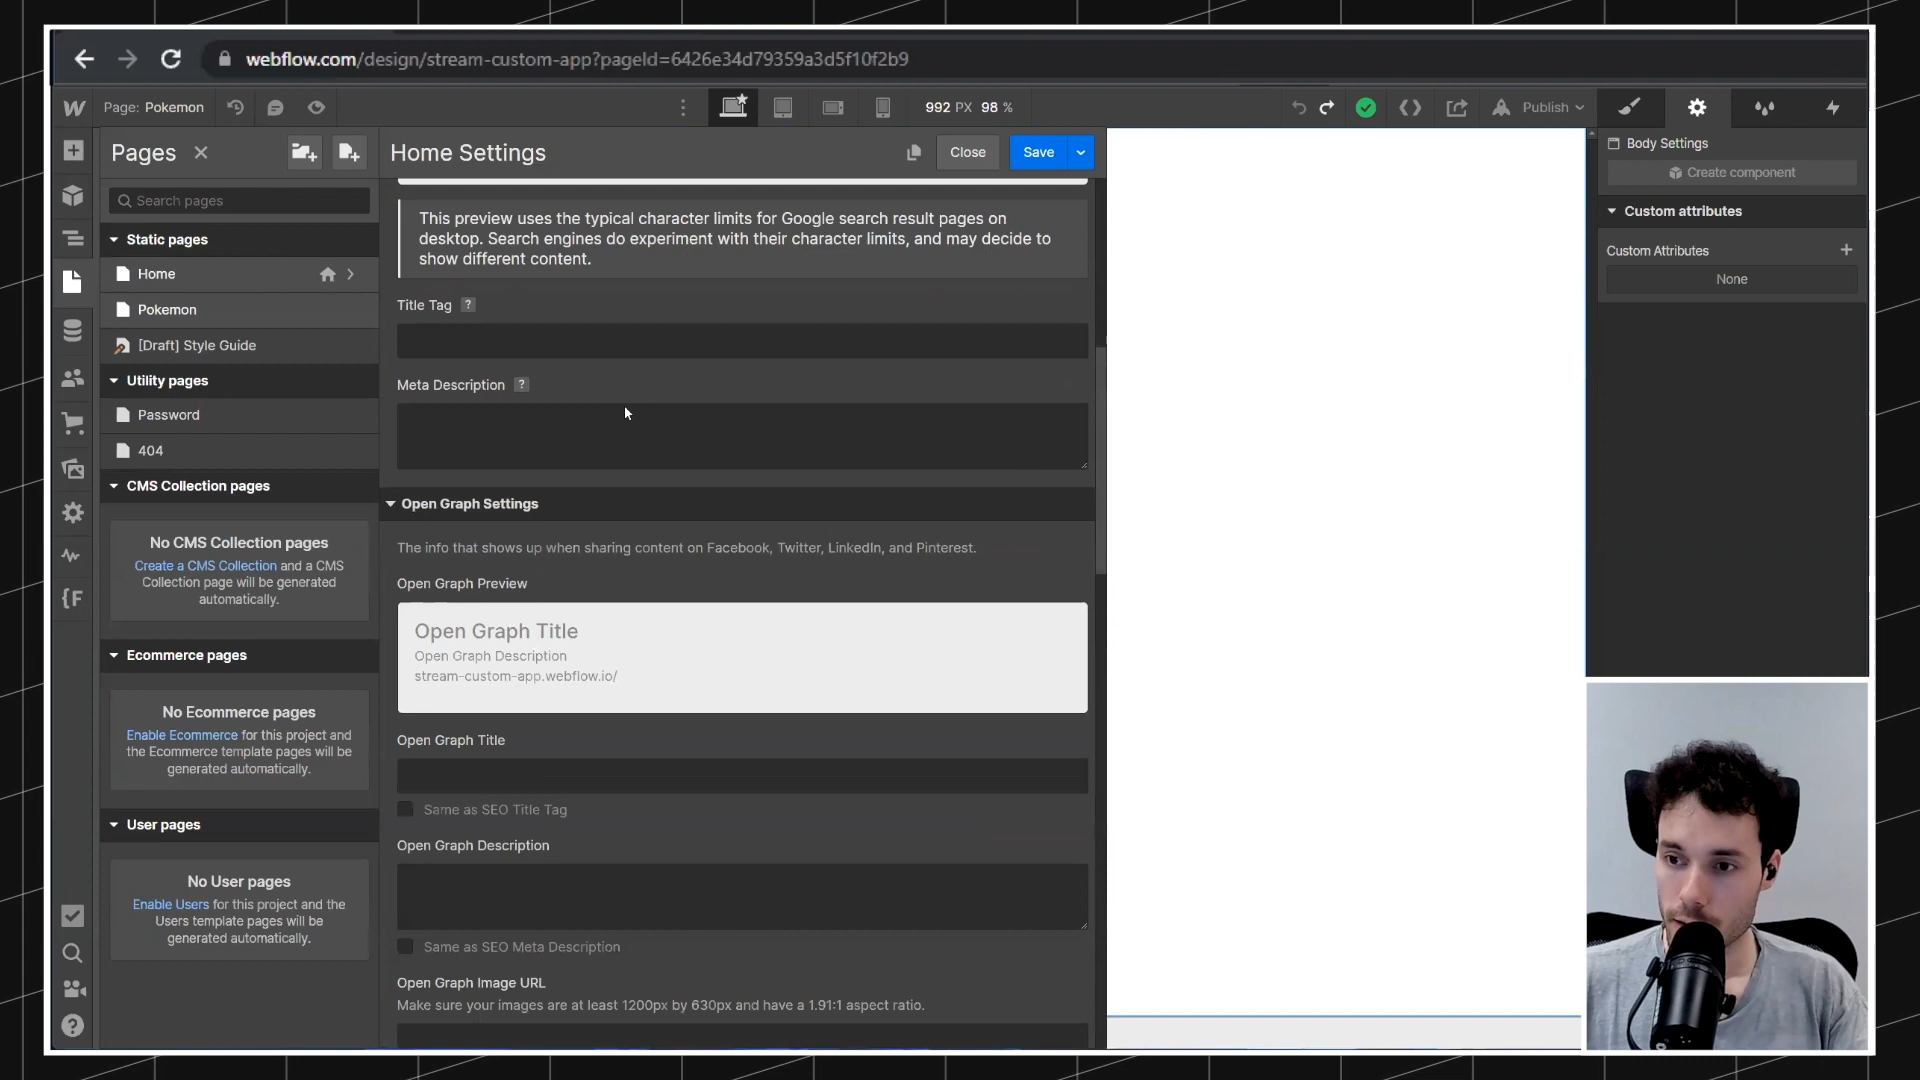 webflow.com/design/stream-custom-app?pageId=6426e34d79359a3d5f10f2b9
Page: Pokemon
992 PX 98 %
Publish
Pages
Search pages
Static pages
Home
Pokemon
[Draft] Style Guide
Utility pages
Password
404
CMS Collection pages
No CMS Collection pages
Create a CMS Collection and a CMS
Collection page will be generated
automatically.
Ecommerce pages
No Ecommerce pages
Enable Ecommerce for this project and
the Ecommerce template pages will be
generated automatically.
User pages
No User pages
Enable Users for this project and the
Users template pages will be
generated automatically.
Home Settings
Close
Save
This preview uses the typical character limits for Google search result pages on
desktop. Search engines do experiment with their character limits, and may decide to
show different content.
Title Tag ?
Meta Description ?
Open Graph Settings
The info that shows up when sharing content on Facebook, Twitter, LinkedIn, and Pinterest.
Open Graph Preview
Open Graph Title
Open Graph Description
stream-custom-app.webflow.io/
Open Graph Title
Same as SEO Title Tag
Open Graph Description
Same as SEO Meta Description
Open Graph Image URL
Make sure your images are at least 1200px by 630px and have a 1.91:1 aspect ratio.
Body Settings
Create component
Custom attributes
Custom Attributes
None